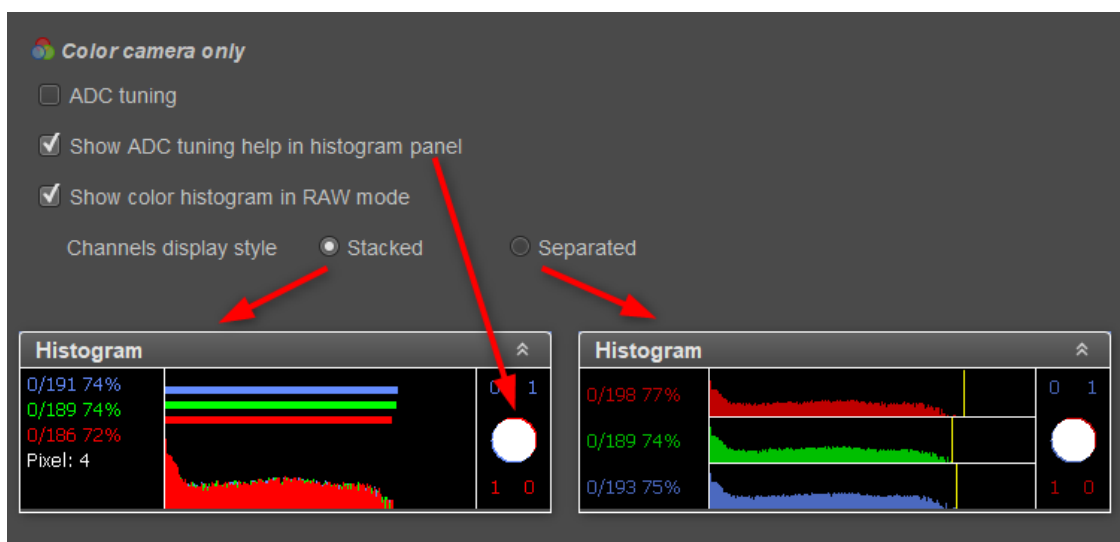 Color camera only
ADC tuning
Show ADC tuning help in histogram panel
Show color histogram in RAW mode
Channels display style Stacked Separated
Histogram
0/191 74%
0/189 74%
0/186 72%
Pixel: 4
0 1
1 0
Histogram
0/198 77%
0/189 74%
0/193 75%
0 1
1 0